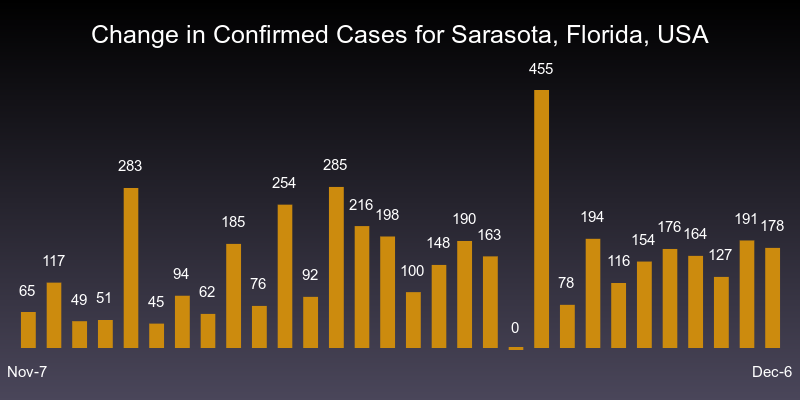 Change in Confirmed Cases for Sarasota, Florida, USA
65 117 49 51 283 45 94 62 185 76 254 92 285 216 198 100 148 190 163 0 455 78 194 116 154 176 164 127 191 178
Nov-7 Dec-6